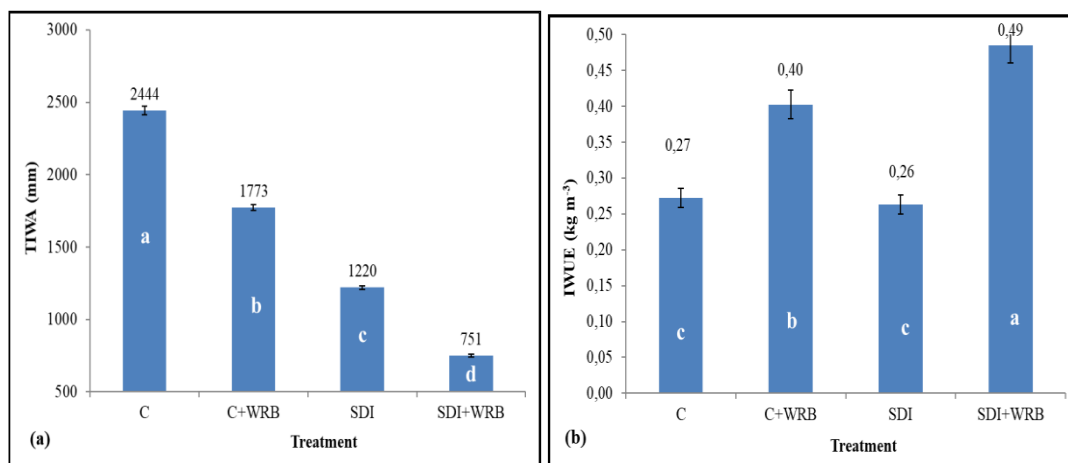 3000
2500
2000
1500
1000
500
TIWA (mm)
2444
1773
1220
751
a
b
c
d
C
C+WRB
SDI
SDI+WRB
(a)
Treatment
0,50
0,45
0,40
0,35
0,30
0,25
0,20
0,15
0,10
0,05
0,00
IWUE (kg m⁻³)
0,27
0,40
0,26
0,49
c
b
c
a
C
C+WRB
SDI
SDI+WRB
(b)
Treatment